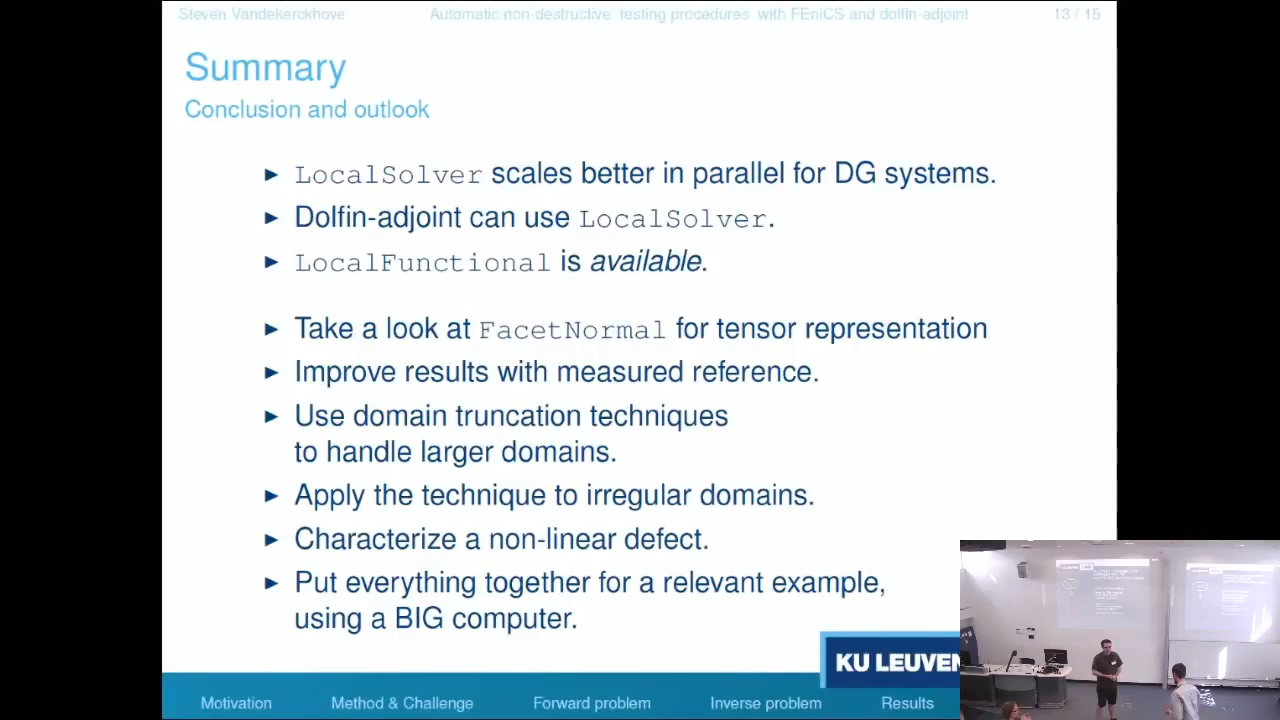 Steven Vandekerckhove Automatic non-destructive testing procedures with FEniCS and dolfin-adjoint 13 / 15
Summary
Conclusion and outlook
► LocalSolver scales better in parallel for DG systems.
► Dolfin-adjoint can use LocalSolver.
► LocalFunctional is available.
► Take a look at FacetNormal for tensor representation
► Improve results with measured reference.
► Use domain truncation techniques
to handle larger domains.
► Apply the technique to irregular domains.
► Characterize a non-linear defect.
► Put everything together for a relevant example,
using a BIG computer.
KU LEUVEN
Motivation Method & Challenge Forward problem Inverse problem Results